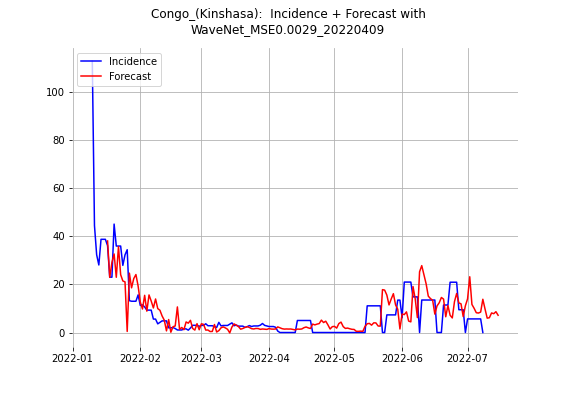 Congo_(Kinshasa):  Incidence + Forecast with
WaveNet_MSE0.0029_20220409
Incidence
Forecast
100
80
60
40
20
0
2022-01 2022-02 2022-03 2022-04 2022-05 2022-06 2022-07